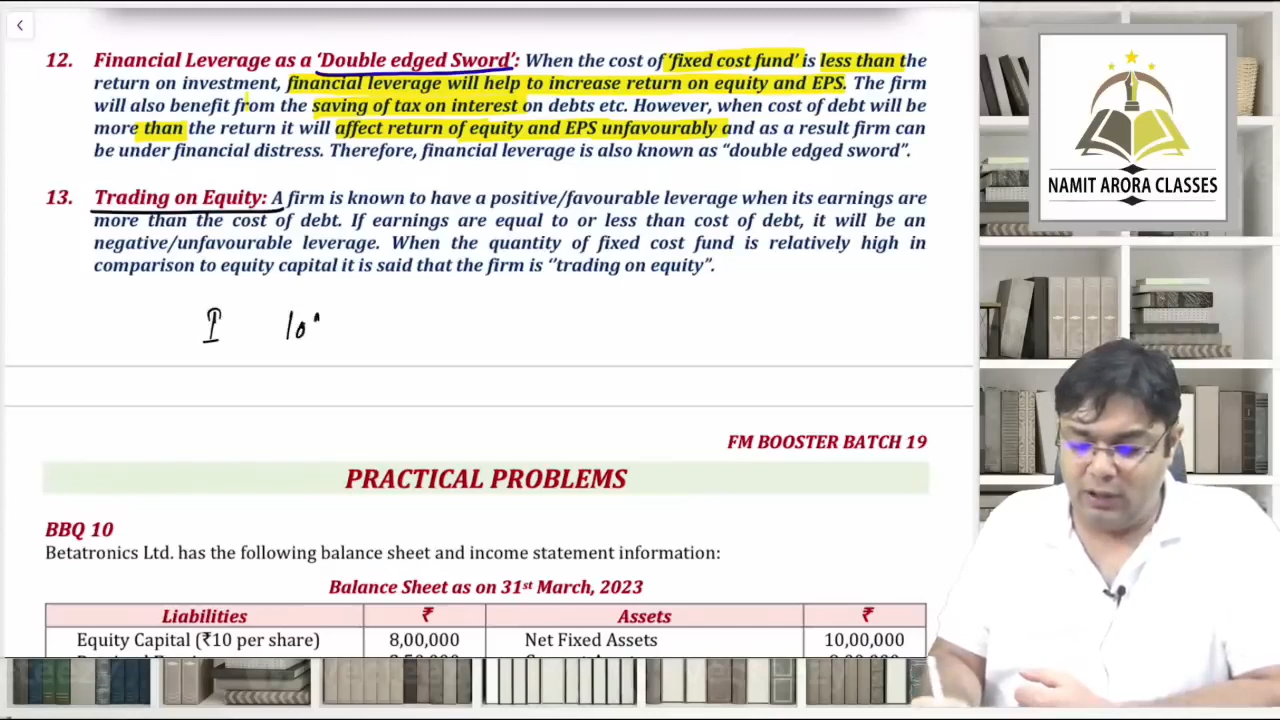 12. Financial Leverage as a ‘Double edged Sword’: When the cost of ‘fixed cost fund’ is less than the
return on investment, financial leverage will help to increase return on equity and EPS. The firm
will also benefit from the saving of tax on interest on debts etc. However, when cost of debt will be
more than the return it will affect return of equity and EPS unfavourably and as a result firm can
be under financial distress. Therefore, financial leverage is also known as “double edged sword”.
13. Trading on Equity: A firm is known to have a positive/favourable leverage when its earnings are
more than the cost of debt. If earnings are equal to or less than cost of debt, it will be an
negative/unfavourable leverage. When the quantity of fixed cost fund is relatively high in
comparison to equity capital it is said that the firm is “trading on equity”.
I 10
NAMIT ARORA CLASSES
FM BOOSTER BATCH 19
PRACTICAL PROBLEMS
BBQ 10
Betatronics Ltd. has the following balance sheet and income statement information:
Balance Sheet as on 31st March, 2023
Liabilities ₹ Assets ₹
Equity Capital (₹10 per share) 8,00,000 Net Fixed Assets 10,00,000